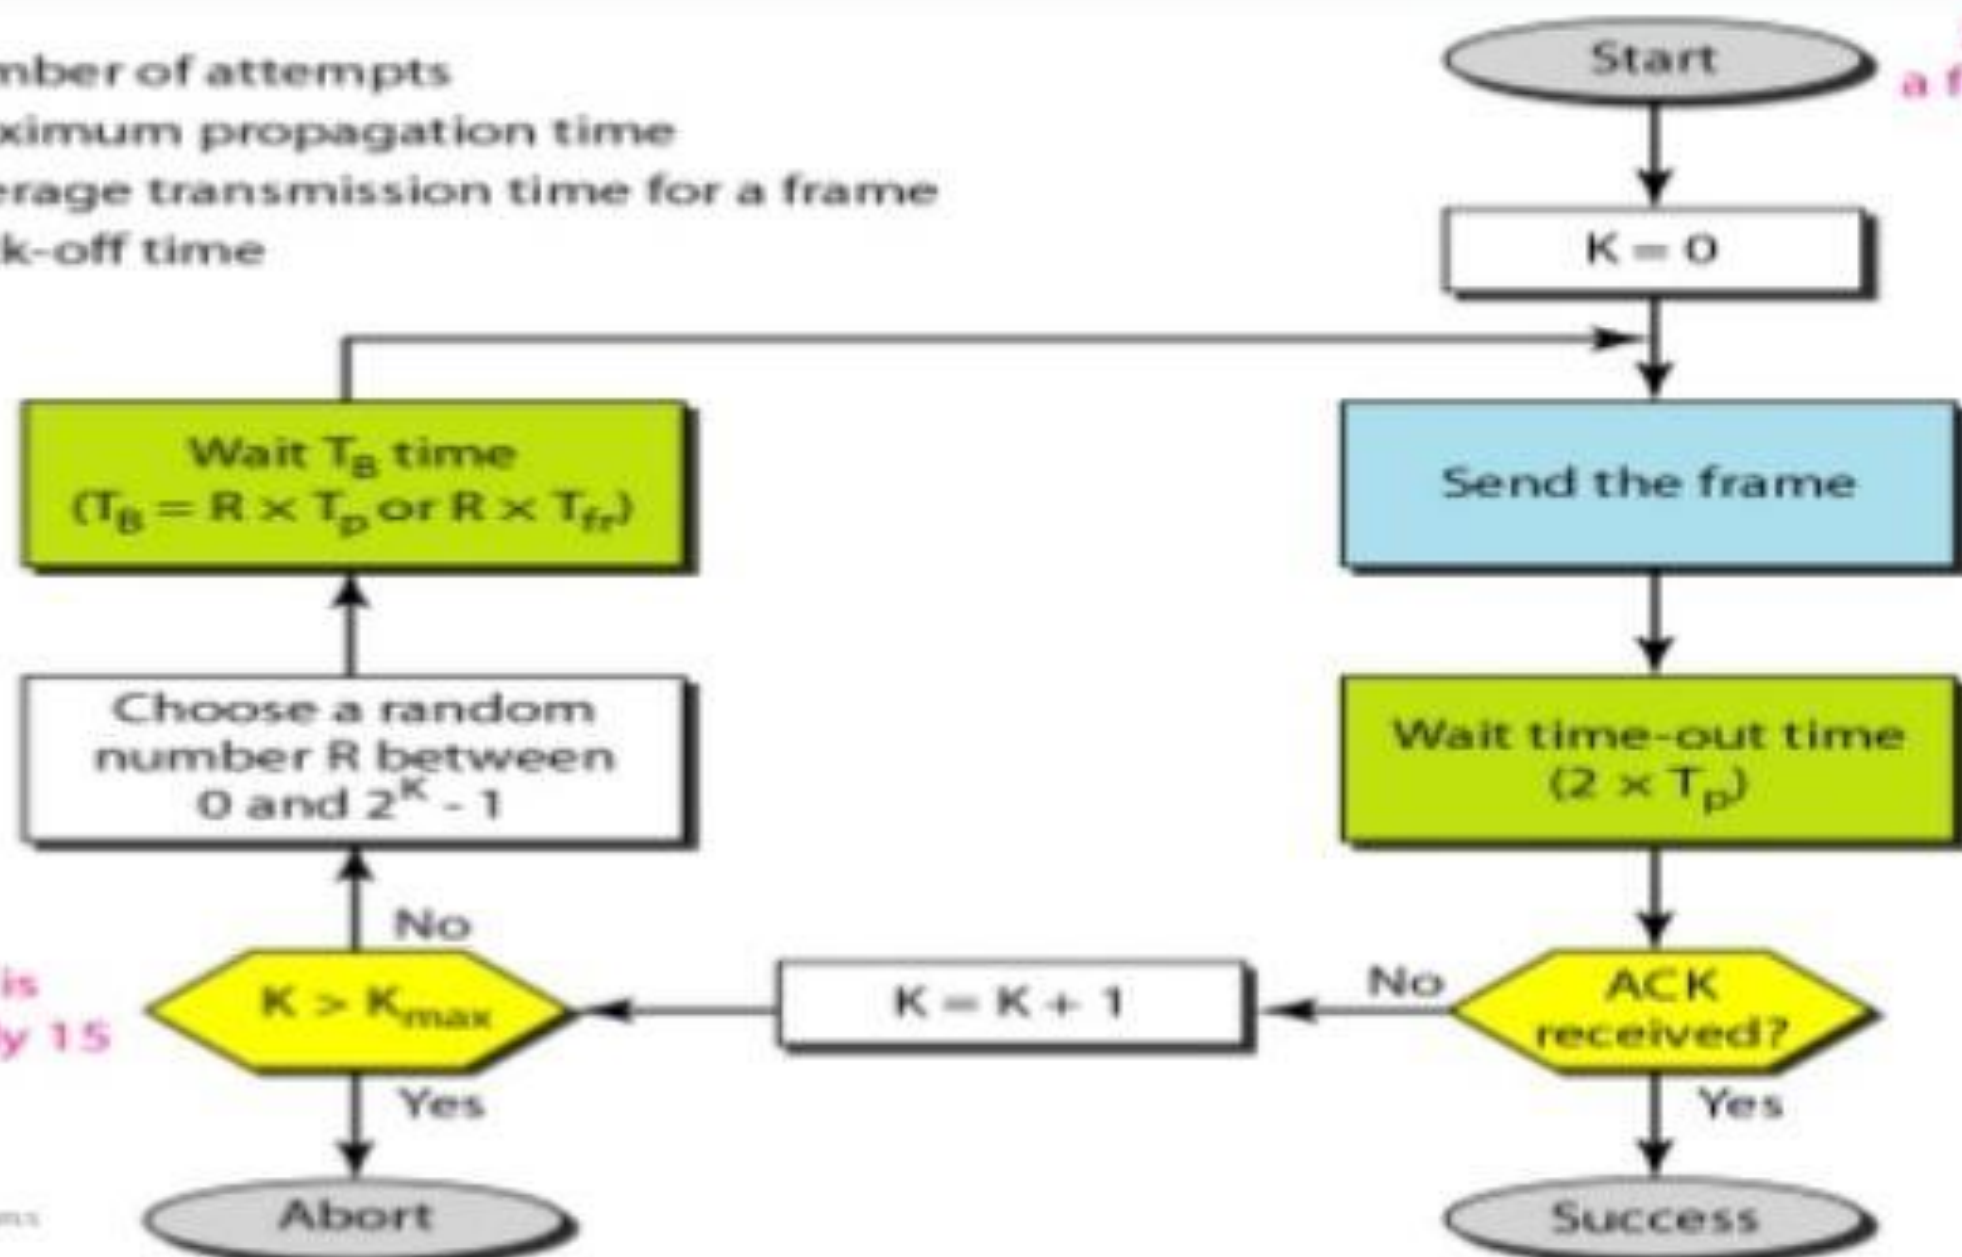 mber of attempts
ximum propagation time
erage transmission time for a frame
k-off time
Start
a f
K = 0
Wait T_B time
(T_B = R × T_p or R × T_fr)
Send the frame
Choose a random
number R between
0 and 2^K - 1
Wait time-out time
(2 × T_p)
No
is
y 15
K > K_max
K = K + 1
No
ACK
received?
Yes
Yes
Abort
Success